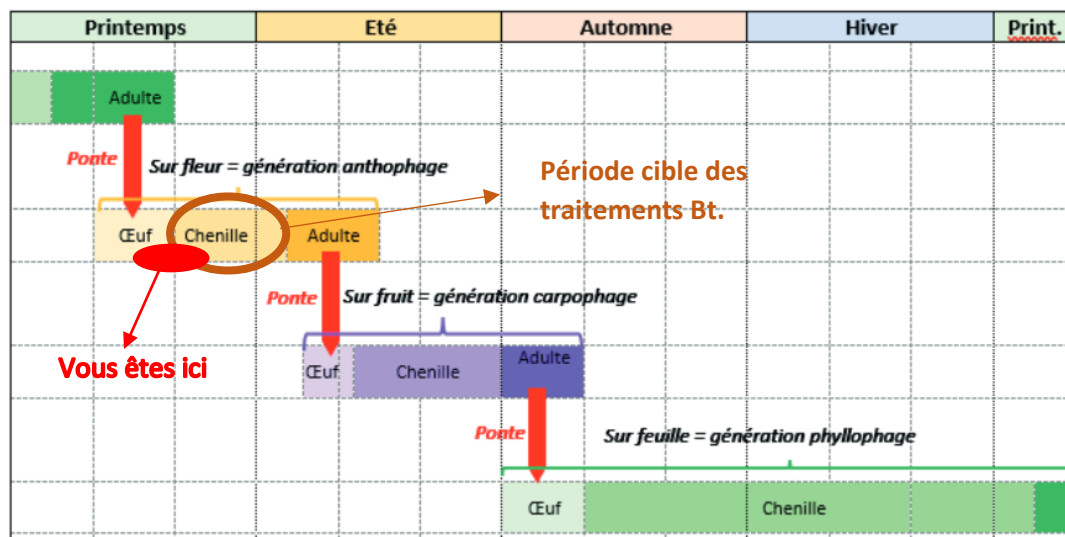 Printemps Eté Automne Hiver Print.
Adulte
Ponte
Sur fleur = génération anthophage
Période cible des
traitements Bt.
Œuf Chenille Adulte
Ponte
Sur fruit = génération carpophage
Vous êtes ici
Œuf Chenille Adulte
Ponte
Sur feuille = génération phyllophage
Œuf Chenille